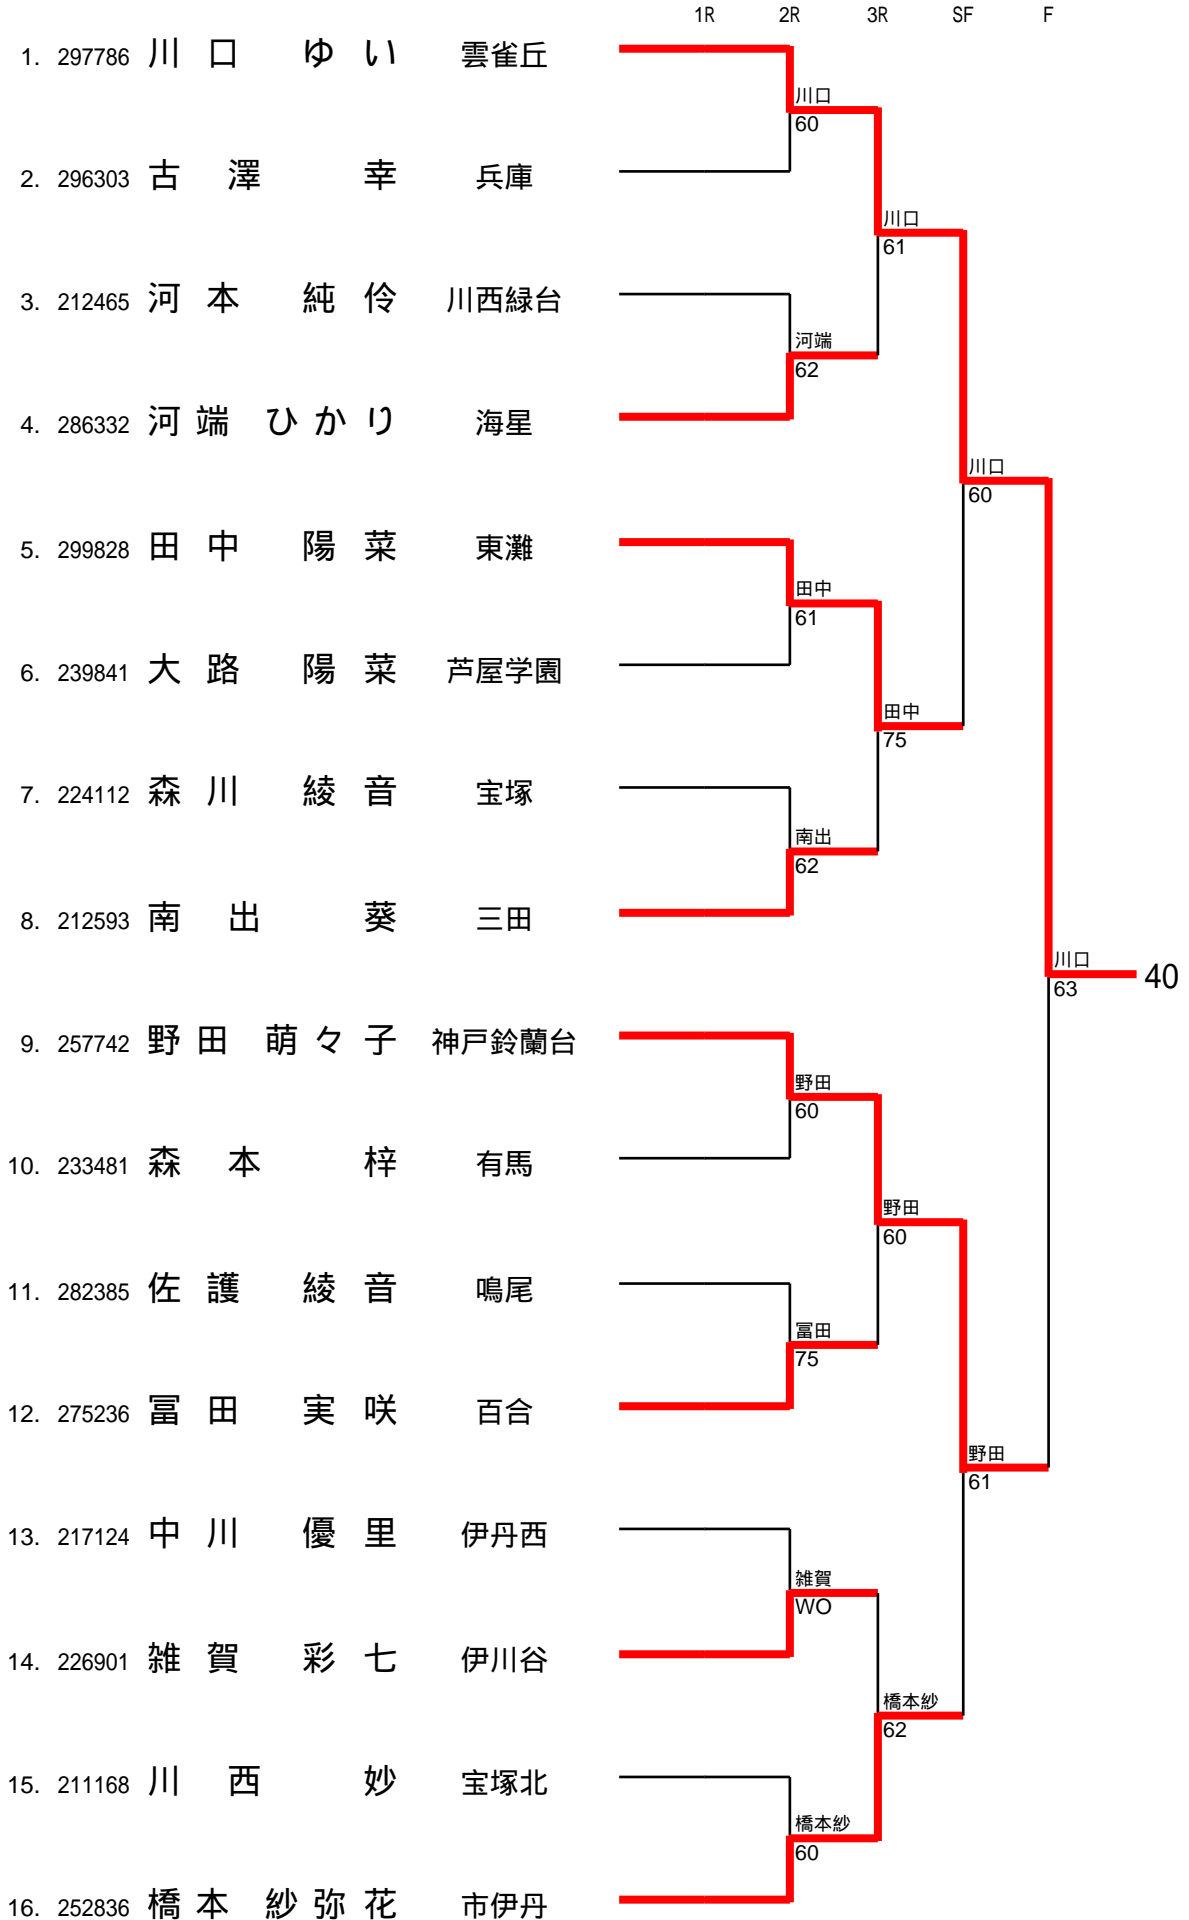 1R 2R 3R SF F
1. 297786 川口 ゆい 雲雀丘
川口
60
2. 296303 古澤 幸 兵庫
川口
61
3. 212465 河本 純伶 川西緑台
河端
62
4. 286332 河端 ひかり 海星
川口
60
5. 299828 田中 陽菜 東灘
田中
61
6. 239841 大路 陽菜 芦屋学園
田中
75
7. 224112 森川 綾音 宝塚
南出
62
8. 212593 南出 葵 三田
川口
63
40
9. 257742 野田 萌々子 神戸鈴蘭台
野田
60
10. 233481 森本 梓 有馬
野田
60
11. 282385 佐護 綾音 鳴尾
冨田
75
12. 275236 冨田 実咲 百合
野田
61
13. 217124 中川 優里 伊丹西
雑賀
WO
14. 226901 雑賀 彩七 伊川谷
橋本紗
62
15. 211168 川西 妙 宝塚北
橋本紗
60
16. 252836 橋本 紗弥花 市伊丹